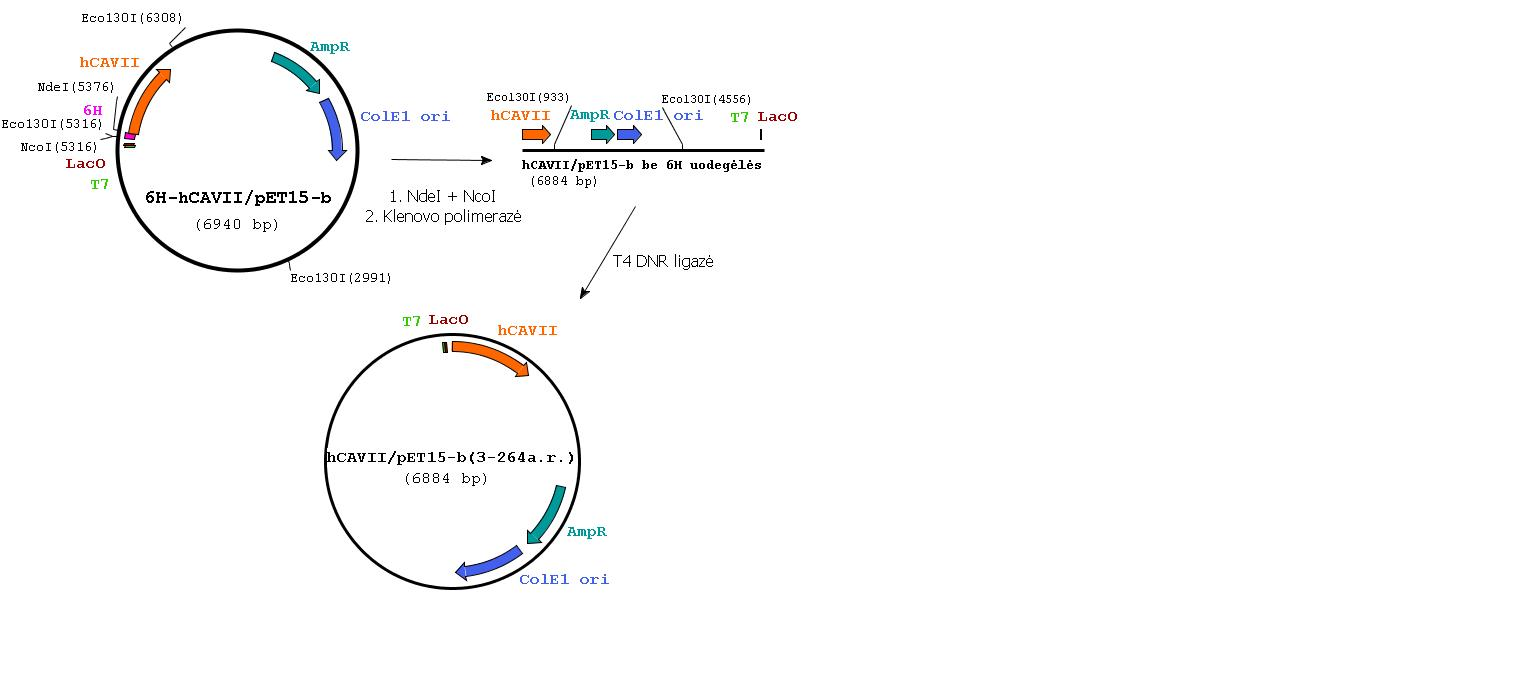 Eco130I(6308)
AmpR
hCAVII
NdeI(5376)
6H
Eco130I(5316)
NcoI(5316)
LacO
T7
ColE1 ori
6H-hCAVII/pET15-b
(6940 bp)
Eco130I(2991)
1. NdeI + NcoI
2. Klenovo polimerazė
Eco130I(933)
Eco130I(4556)
hCAVII AmpR ColE1 ori T7 LacO
hCAVII/pET15-b be 6H uodegėlės
(6884 bp)
T4 DNR ligazė
T7 LacO
hCAVII
hCAVII/pET15-b(3-264a.r.)
(6884 bp)
AmpR
ColE1 ori